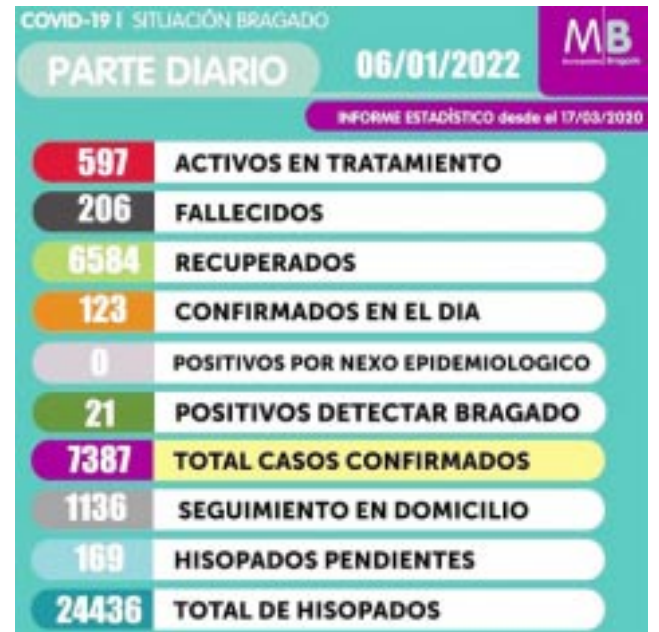 COVID-19 I SITUACIÓN BRAGADO
PARTE DIARIO
06/01/2022
MB
INFORME ESTADÍSTICO desde el 17/03/2020
597 ACTIVOS EN TRATAMIENTO
206 FALLECIDOS
6584 RECUPERADOS
123 CONFIRMADOS EN EL DIA
0 POSITIVOS POR NEXO EPIDEMIOLOGICO
21 POSITIVOS DETECTAR BRAGADO
7387 TOTAL CASOS CONFIRMADOS
1136 SEGUIMIENTO EN DOMICILIO
169 HISOPADOS PENDIENTES
24436 TOTAL DE HISOPADOS